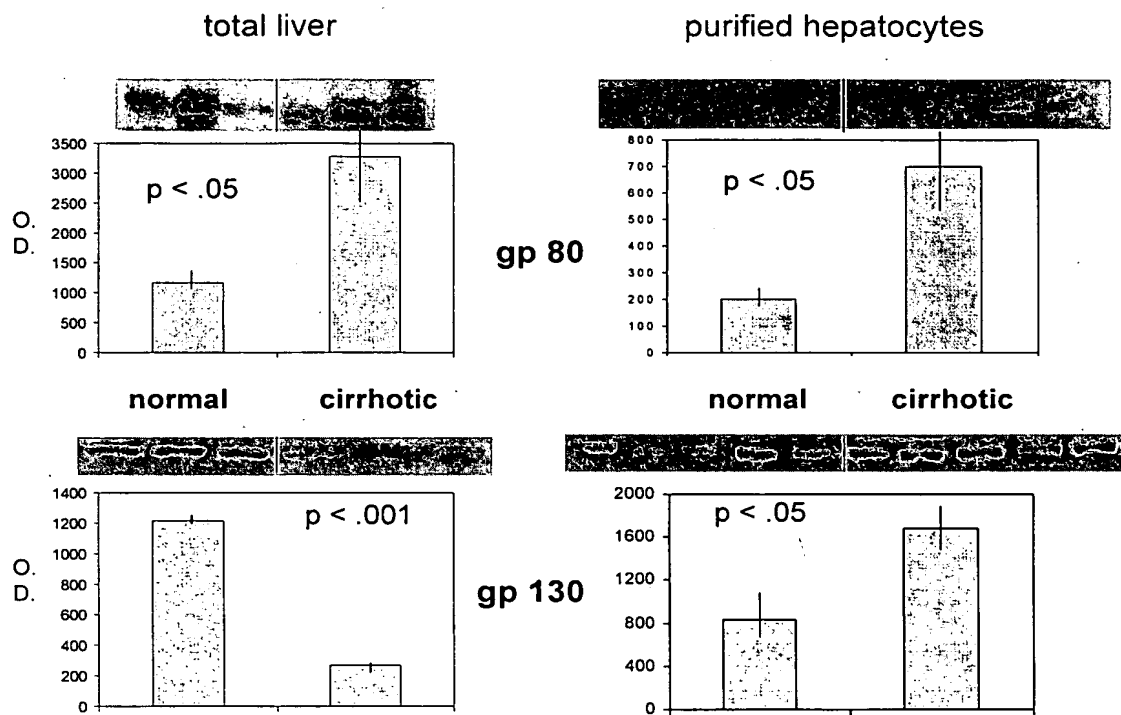 total liver
purified hepatocytes
3500
3000
2500
2000
1500
1000
500
0
O.
D.
p < .05
gp 80
800
700
600
500
400
300
200
100
0
p < .05
normal
cirrhotic
normal
cirrhotic
1400
1200
1000
800
600
400
200
0
O.
D.
p < .001
gp 130
2000
1600
1200
800
400
0
p < .05